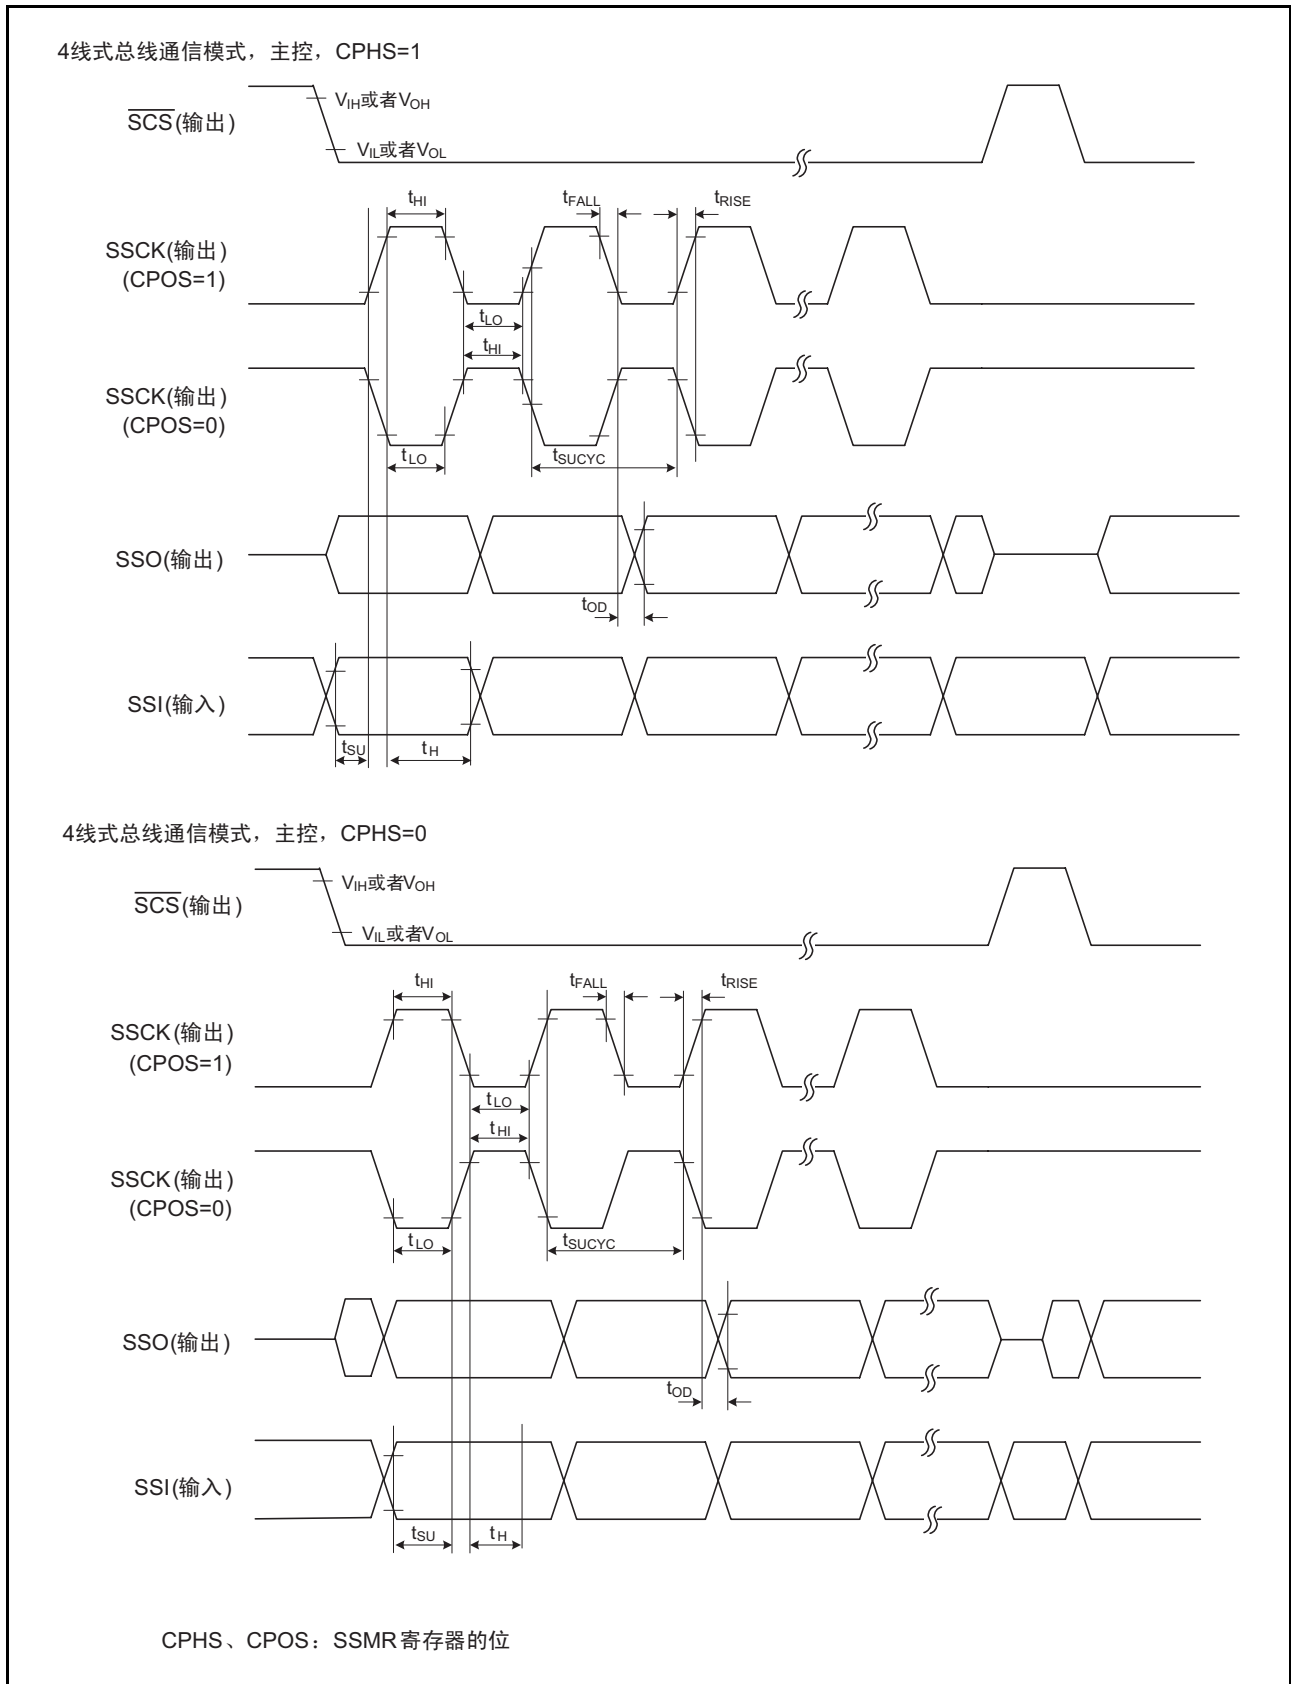 4线式总线通信模式，主控，CPHS=1
VIH或者VOH
SCS(输出)
VIL或者VOL
tHI
tFALL
tRISE
SSCK(输出)
(CPOS=1)
tLO
tHI
SSCK(输出)
(CPOS=0)
tLO
tSUCYC
SSO(输出)
tOD
SSI(输入)
tSU
tH
4线式总线通信模式，主控，CPHS=0
VIH或者VOH
SCS(输出)
VIL或者VOL
tHI
tFALL
tRISE
SSCK(输出)
(CPOS=1)
tLO
tHI
SSCK(输出)
(CPOS=0)
tLO
tSUCYC
SSO(输出)
tOD
SSI(输入)
tSU
tH
CPHS、CPOS：SSMR寄存器的位